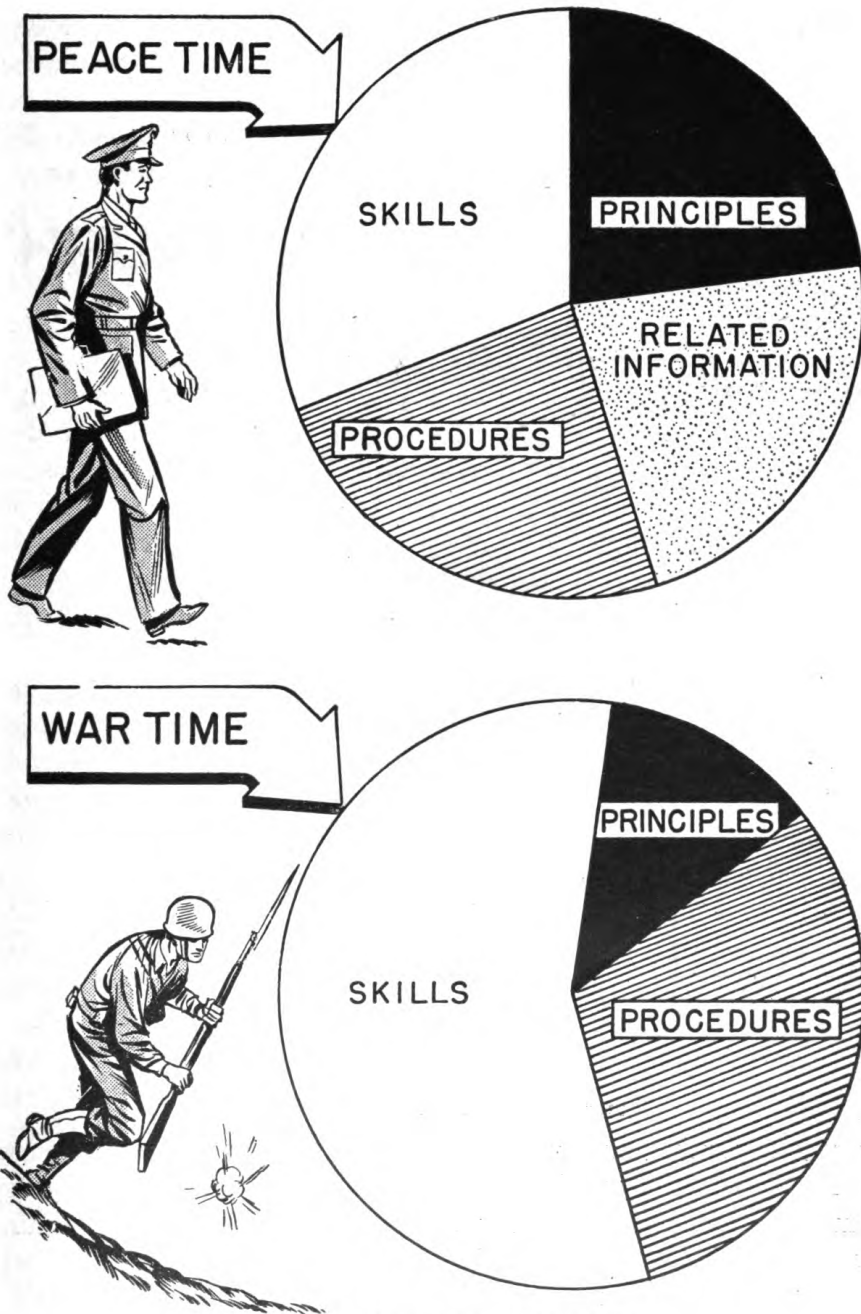 PEACE TIME
SKILLS
PRINCIPLES
RELATED
INFORMATION
PROCEDURES
WAR TIME
PRINCIPLES
SKILLS
PROCEDURES